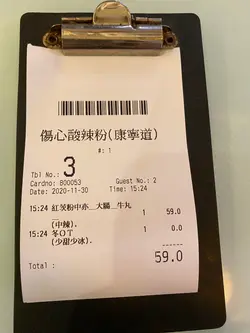 傷心酸辣粉(康寧道)
#: 1
Tbl No.: 3
Cardno: 800053 Guest No.: 2
Date: 2020-11-30 Time: 15:24
15:24 紅茨粉中亦__大腸__牛丸 1 59.0
(中辣).
15:24 冬OT 1 0.0
(少甜少冰).
Total : 59.0